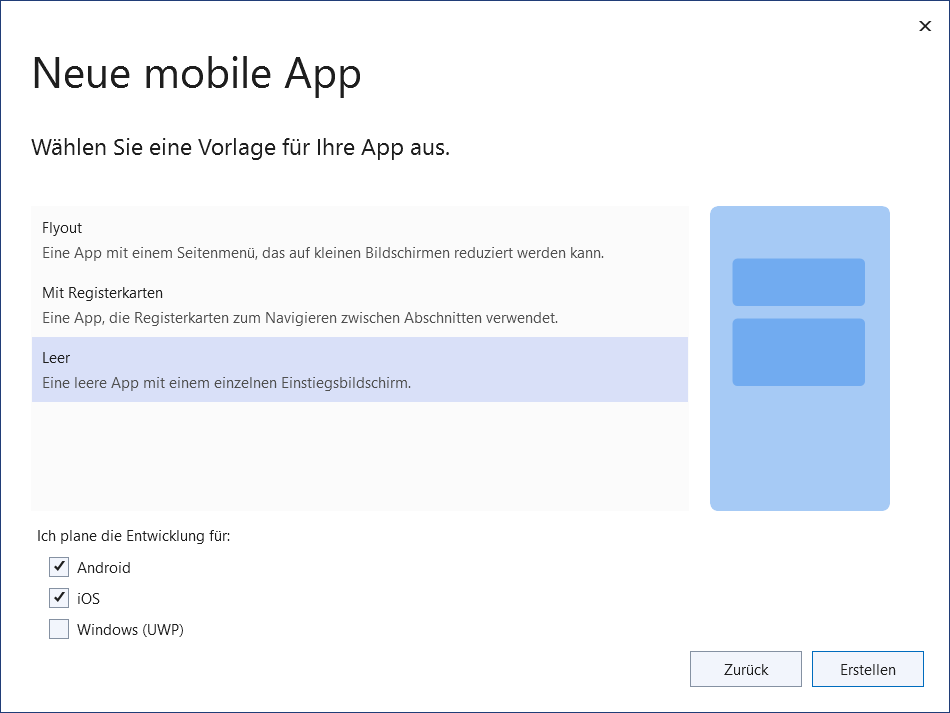 Neue mobile App
Wählen Sie eine Vorlage für Ihre App aus.
Flyout
Eine App mit einem Seitenmenü, das auf kleinen Bildschirmen reduziert werden kann.
Mit Registerkarten
Eine App, die Registerkarten zum Navigieren zwischen Abschnitten verwendet.
Leer
Eine leere App mit einem einzelnen Einstiegsbildschirm.
Ich plane die Entwicklung für:
Android
iOS
Windows (UWP)
Zurück
Erstellen